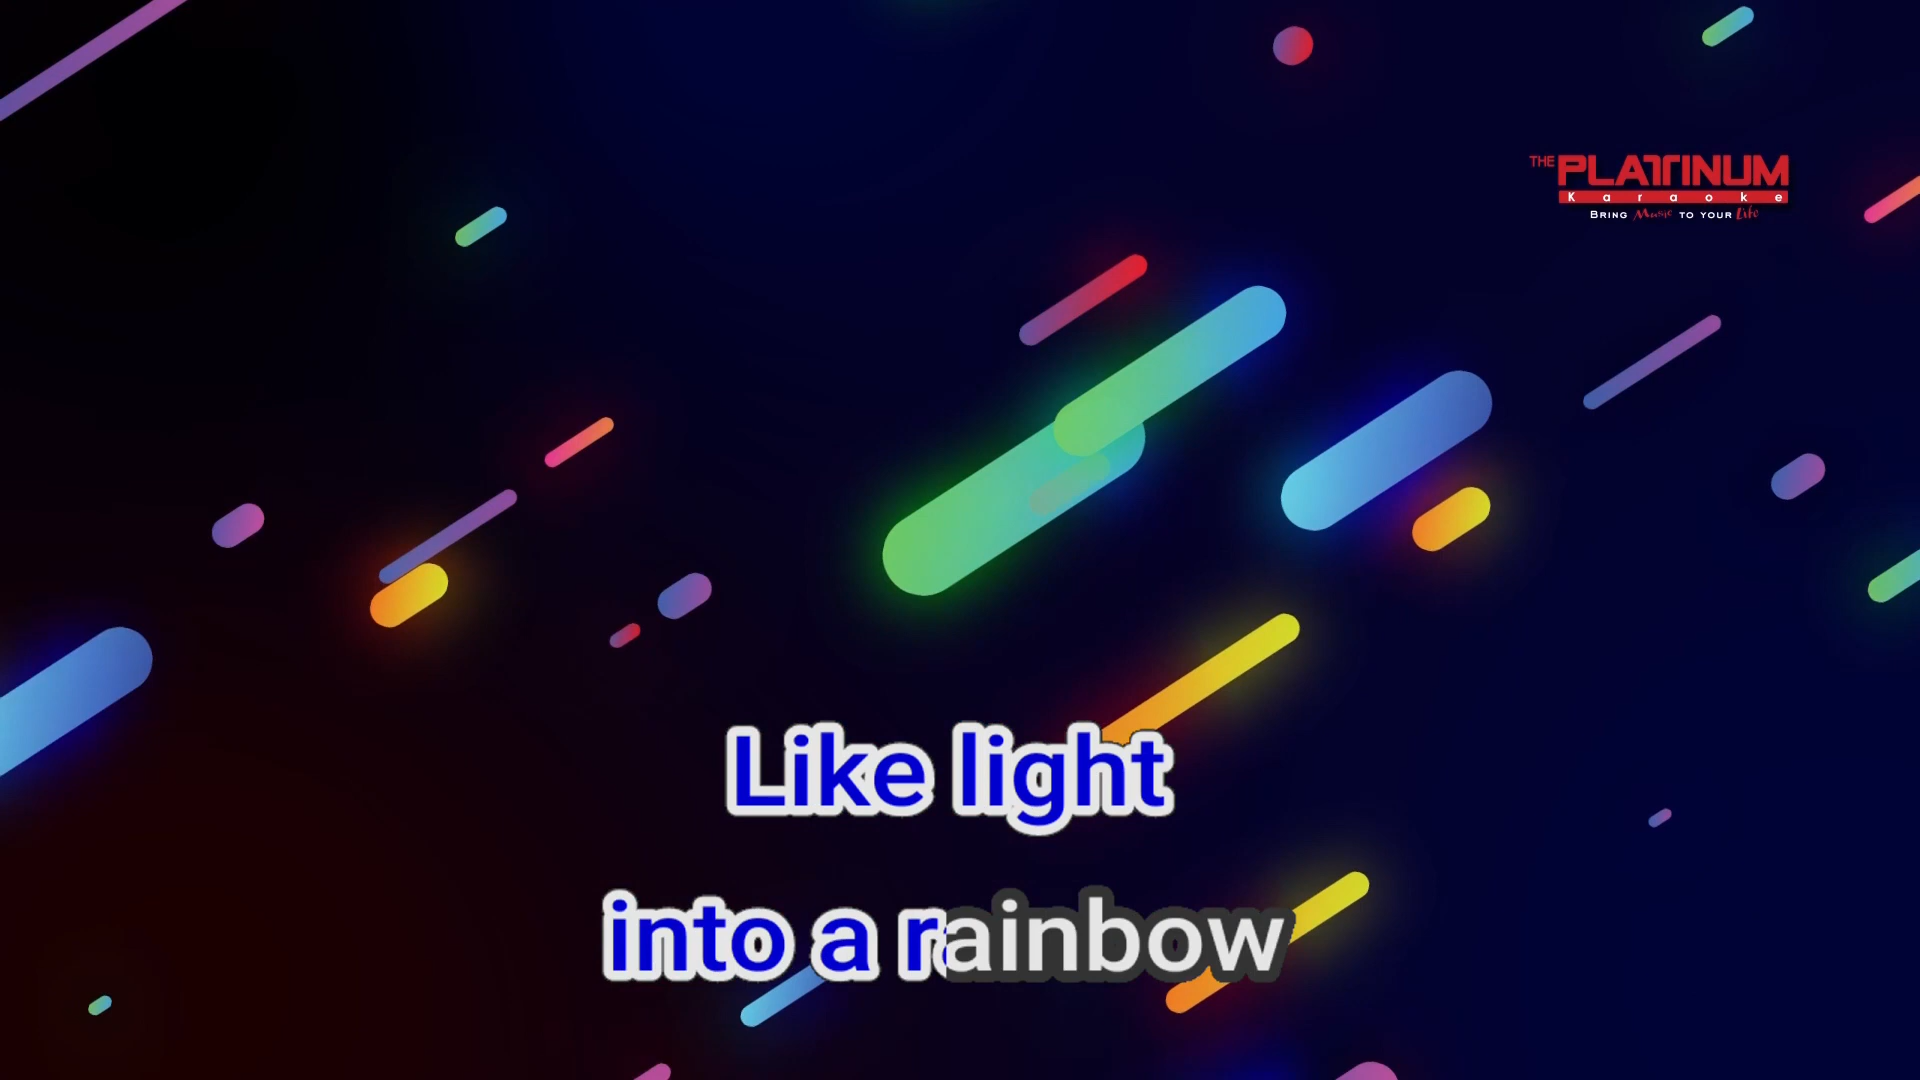 THE PLATINUM
Karaoke
BRING Music TO YOUR Life
Like light
into a rainbow